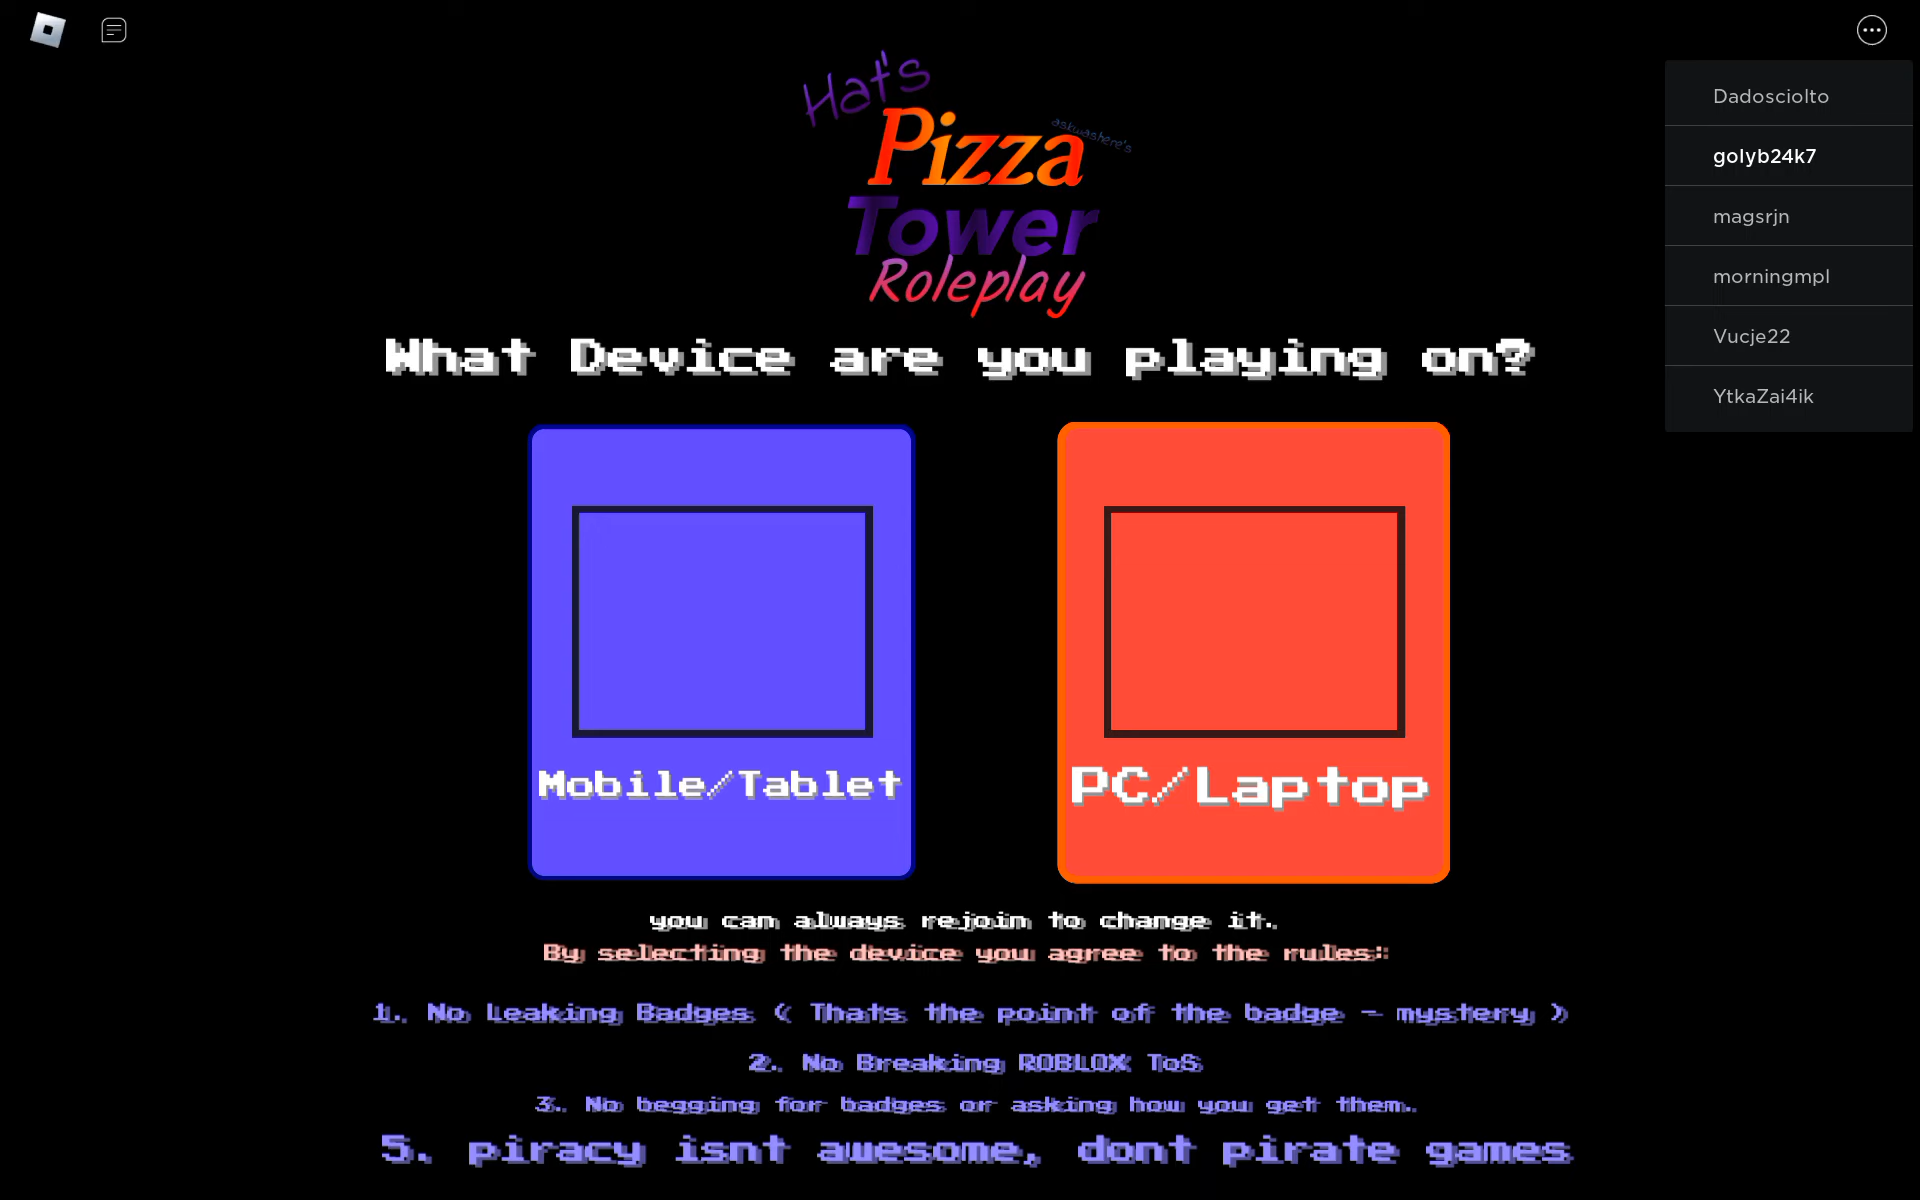 Hat's
askwashere's
Pizza
Tower
Roleplay
What Device are you playing on?
Dadosciolto
golyb24k7
magsrjn
morningmpl
Vucje22
YtkaZai4ik
Mobile/Tablet
PC/Laptop
you can always rejoin to change it.
By selecting the device you agree to the rules:
1. No Leaking Badges ( Thats the point of the badge - mystery )
2. No Breaking ROBLOX ToS
3. No begging for badges or asking how you get them.
5. piracy isnt awesome, dont pirate games